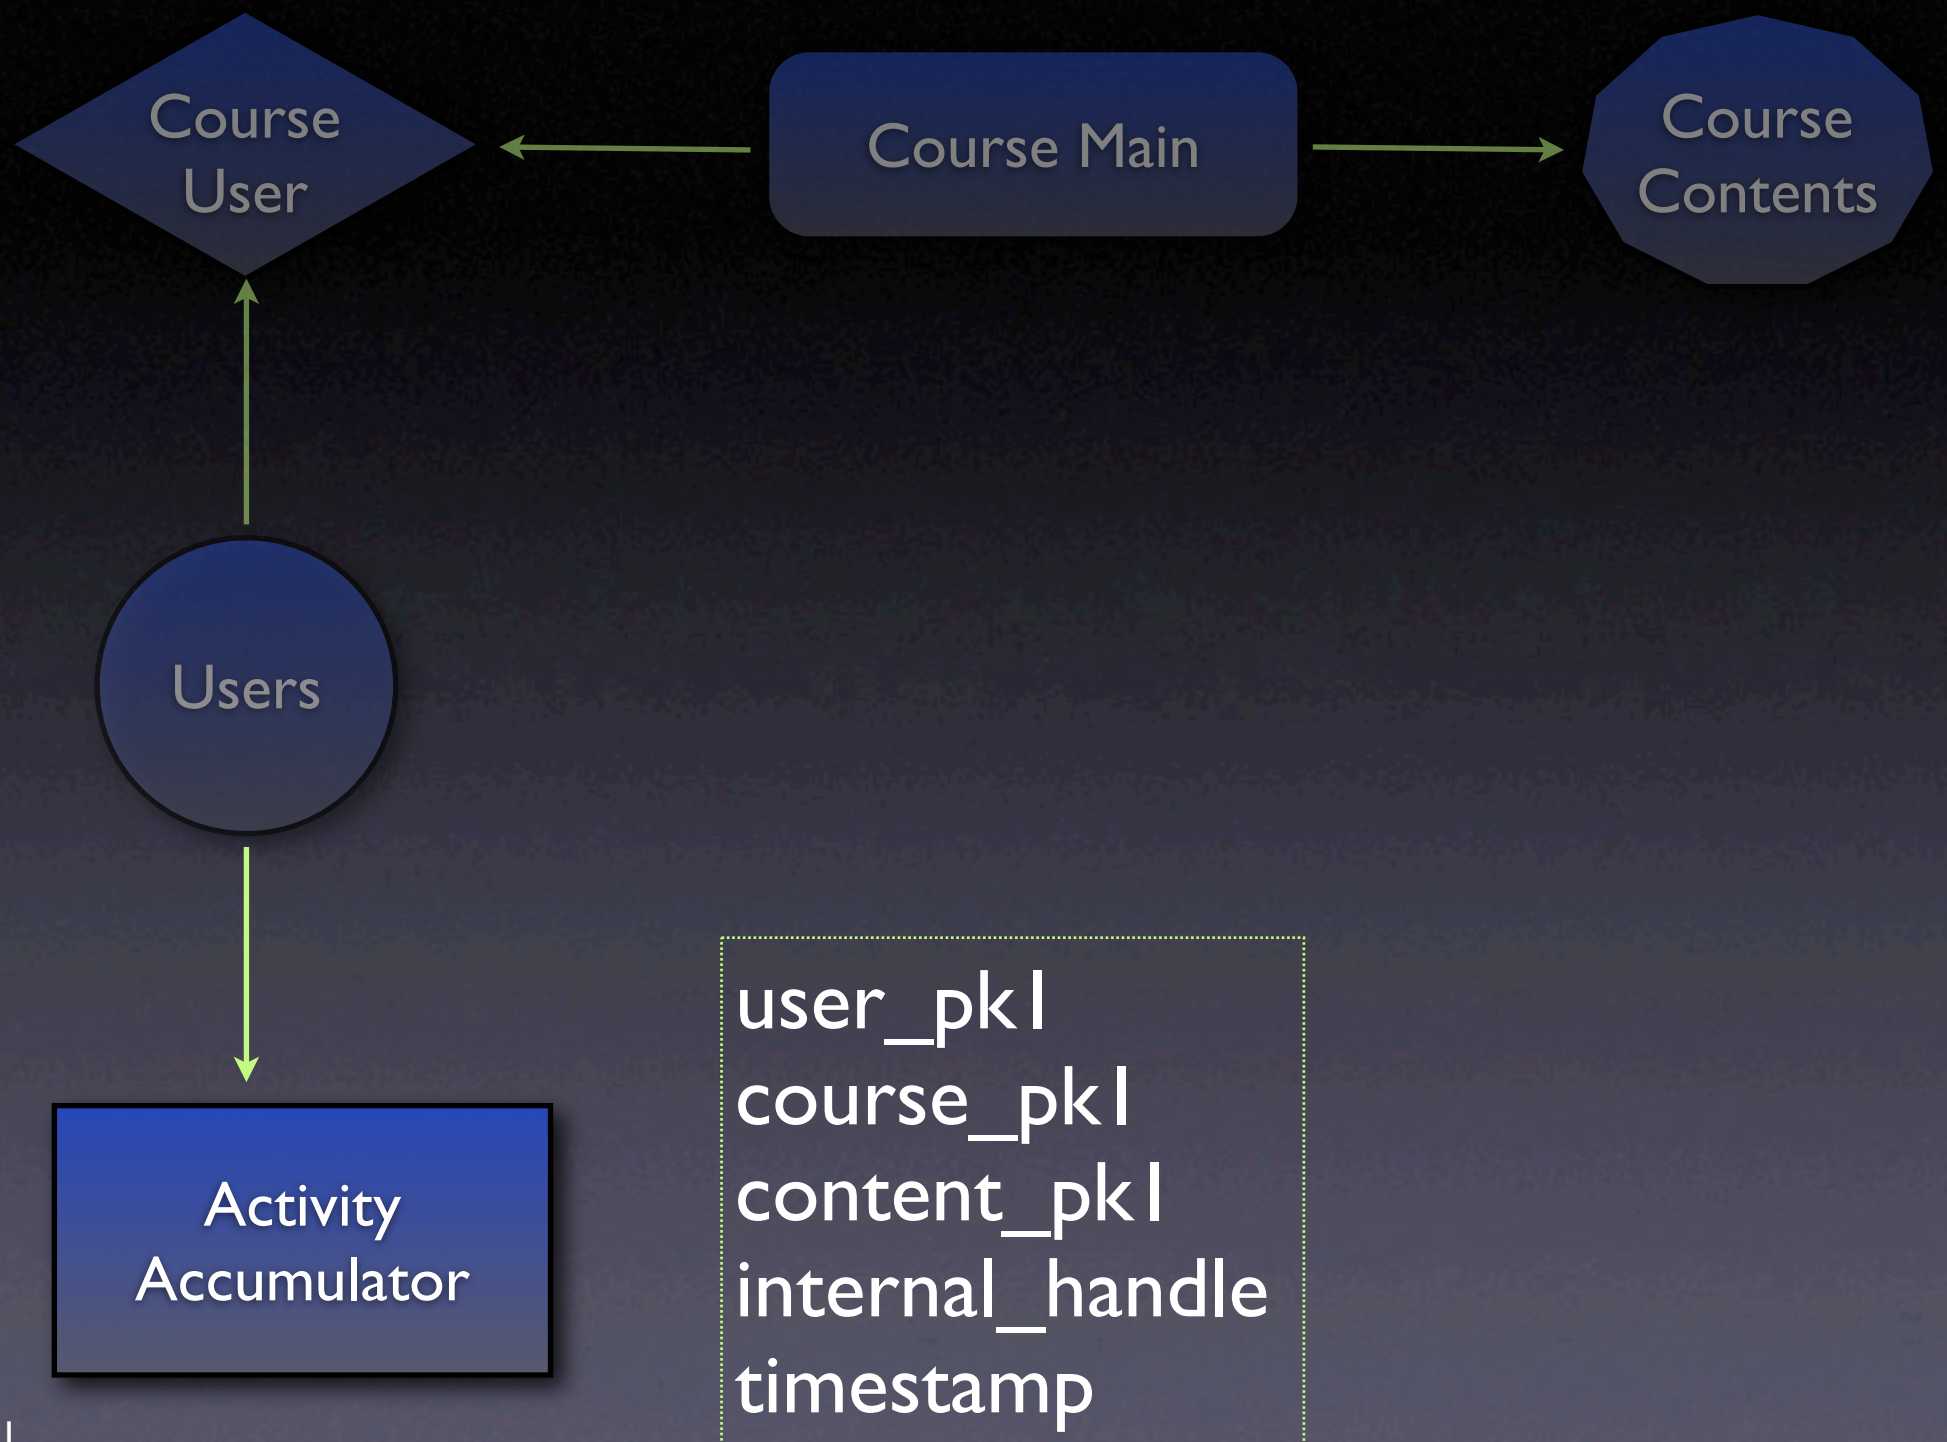 Course
User
Course Main
Course
Contents
Users
Activity
Accumulator
user_pk1
course_pk1
content_pk1
internal_handle
timestamp